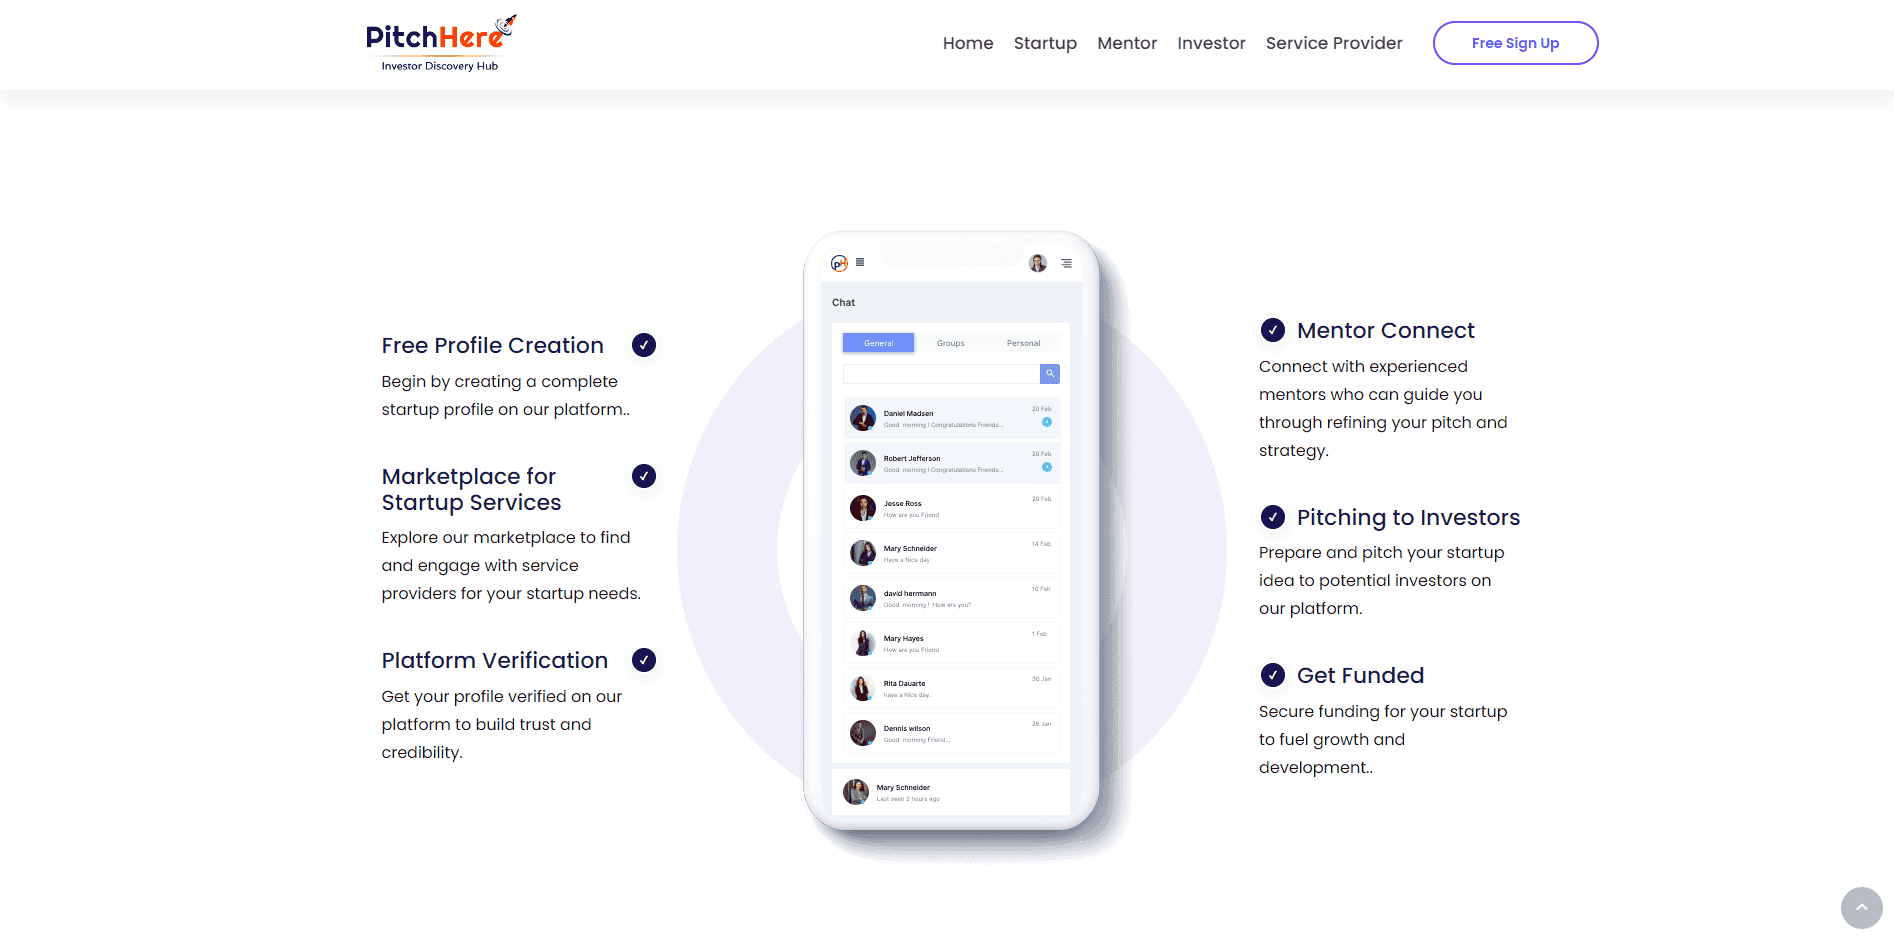 PitchHere
Investor Discovery Hub
Home Startup Mentor Investor Service Provider Free Sign Up
Free Profile Creation
Begin by creating a complete
startup profile on our platform..
Marketplace for
Startup Services
Explore our marketplace to find
and engage with service
providers for your startup needs.
Platform Verification
Get your profile verified on our
platform to build trust and
credibility.
PH
Chat
General Groups Personal
Daniel Madsen 20 Feb
Good morning ! Congratulations Friends...
Robert Jefferson 20 Feb
Good morning ! Congratulations Friends...
Jesse Ross 20 Feb
How are you Friend
Mary Schneider 14 Feb
Have a Nice day
david herrmann 10 Feb
Good morning ! How are you?
Mary Hayes 1 Feb
How are you Friend
Rita Dauarte 30 Jan
have a Nice day..
Dennis wilson 26 Jan
Good morning Friend...
Mary Schneider
Last seen 2 hours ago
Mentor Connect
Connect with experienced
mentors who can guide you
through refining your pitch and
strategy.
Pitching to Investors
Prepare and pitch your startup
idea to potential investors on
our platform.
Get Funded
Secure funding for your startup
to fuel growth and
development..